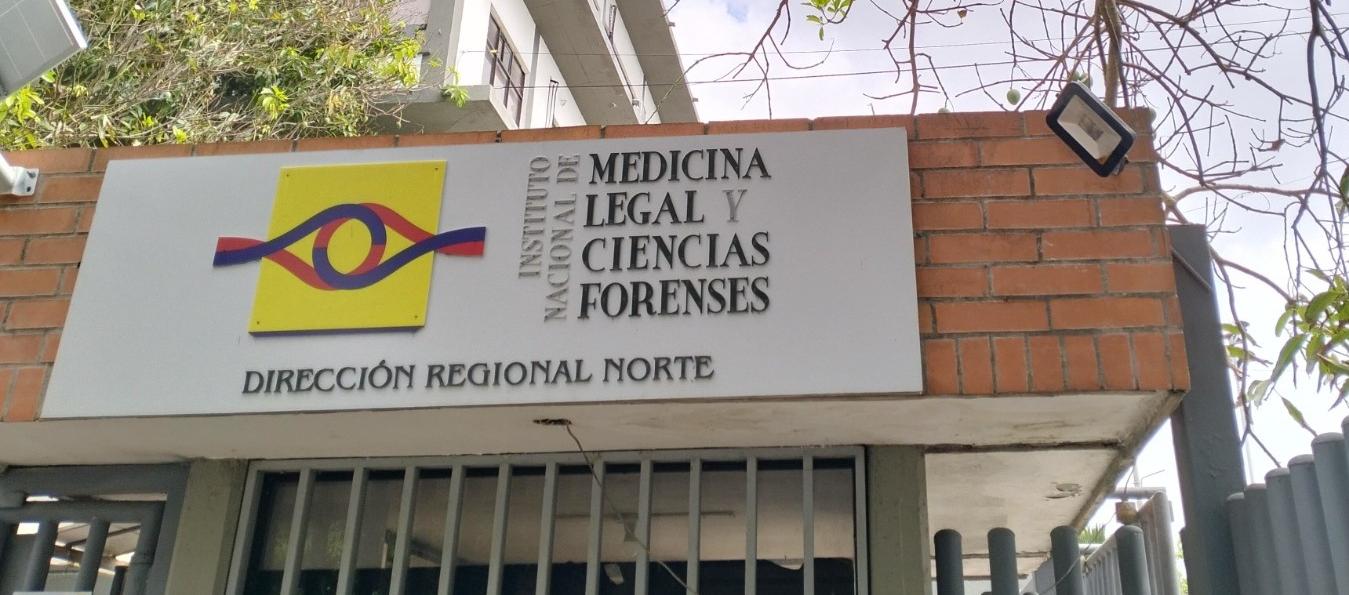 INSTITUTO
NACIONAL DE
MEDICINA
LEGAL Y
CIENCIAS
FORENSES
DIRECCIÓN REGIONAL NORTE